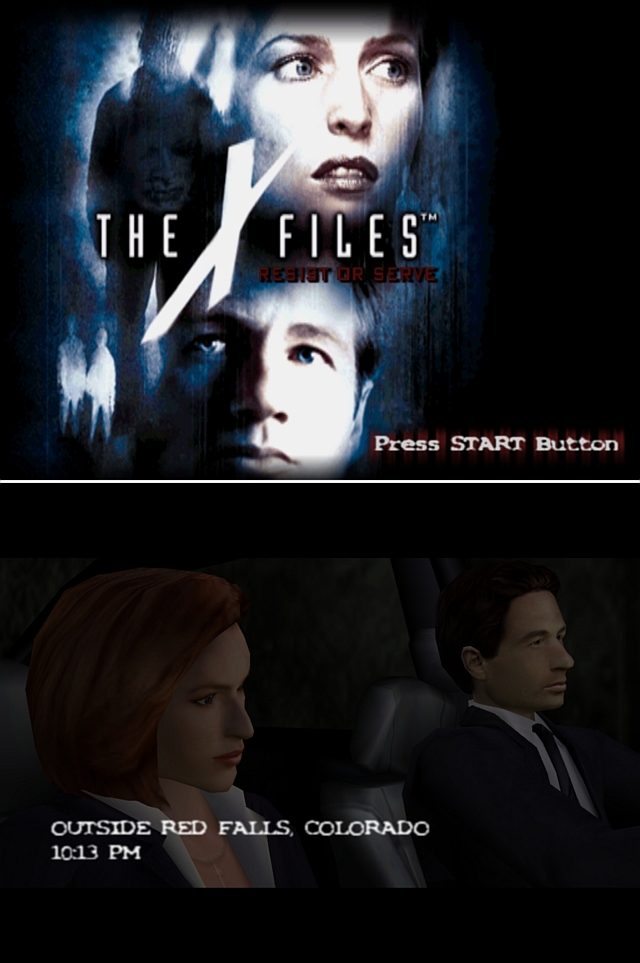 THE X FILES™
RESIST OR SERVE
Press START Button
OUTSIDE RED FALLS, COLORADO
10:13 PM